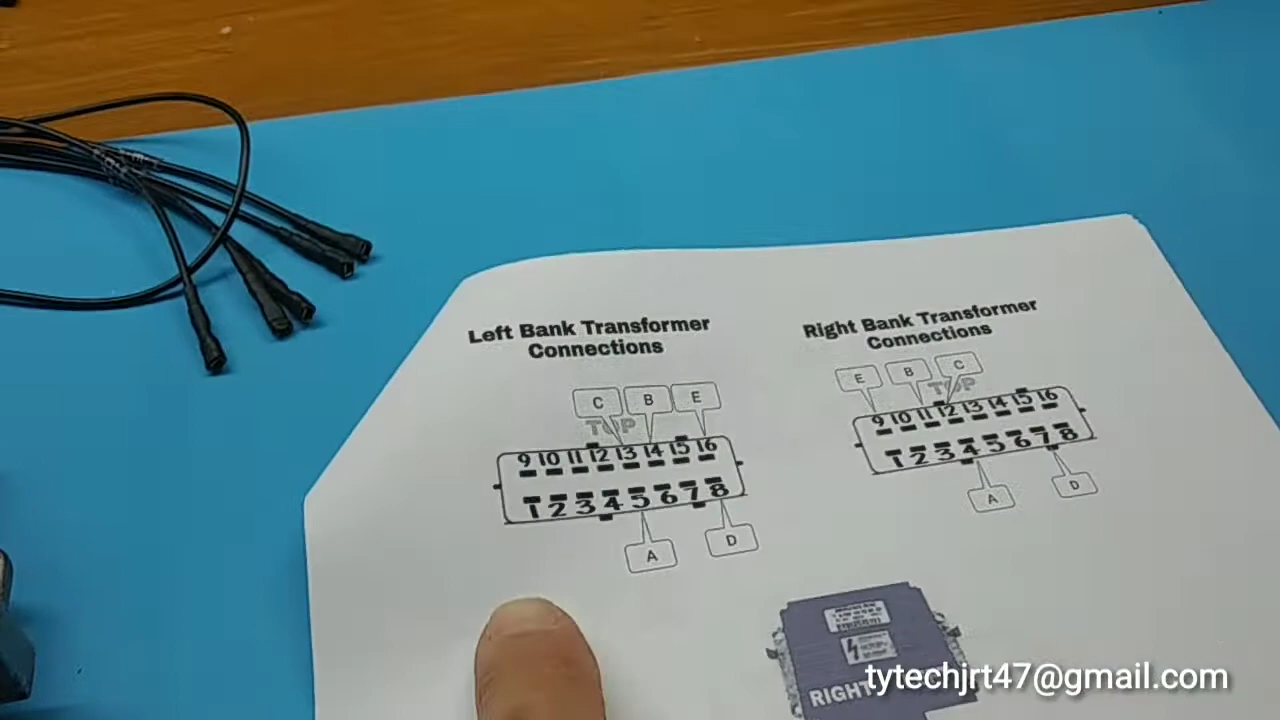 Left Bank Transformer
Connections
C B E
TOP
9 10 11 12 13 14 15 16
1 2 3 4 5 6 7 8
A D
Right Bank Transformer
Connections
E B C
TOP
9 10 11 12 13 14 15 16
1 2 3 4 5 6 7 8
A D
RIGHT
tytechjrt47@gmail.com